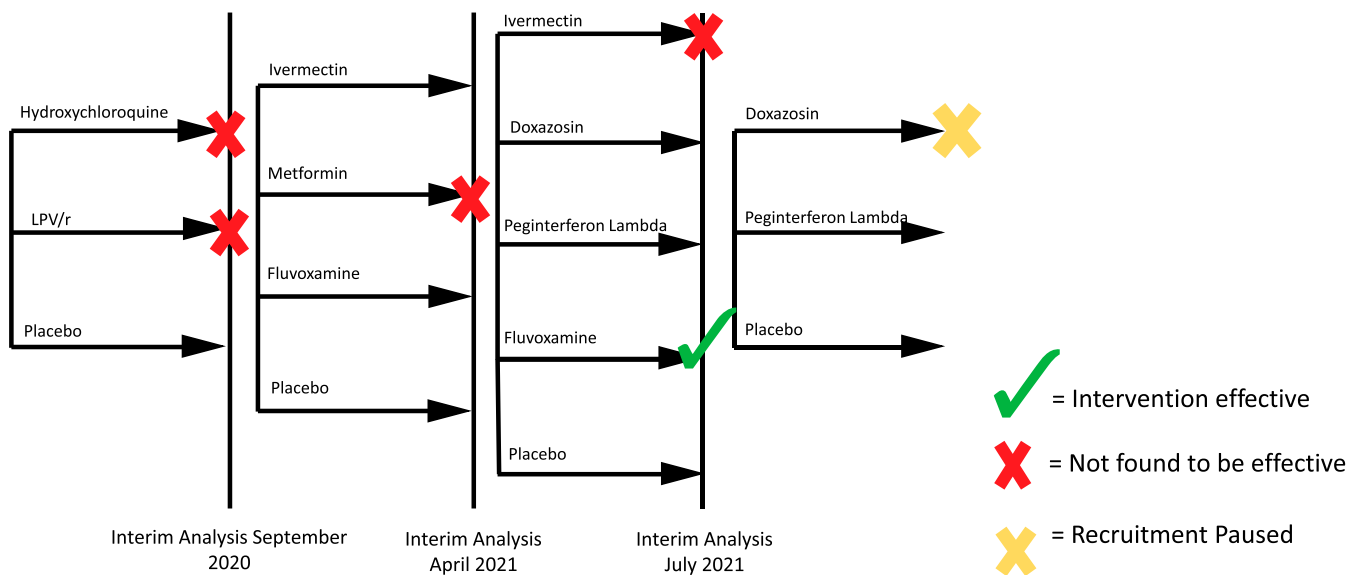 Hydroxychloroquine
LPV/r
Placebo
Ivermectin
Metformin
Fluvoxamine
Placebo
Ivermectin
Doxazosin
Peginterferon Lambda
Fluvoxamine
Placebo
Doxazosin
Peginterferon Lambda
Placebo
Interim Analysis September
2020
Interim Analysis
April 2021
Interim Analysis
July 2021
= Intervention effective
= Not found to be effective
= Recruitment Paused